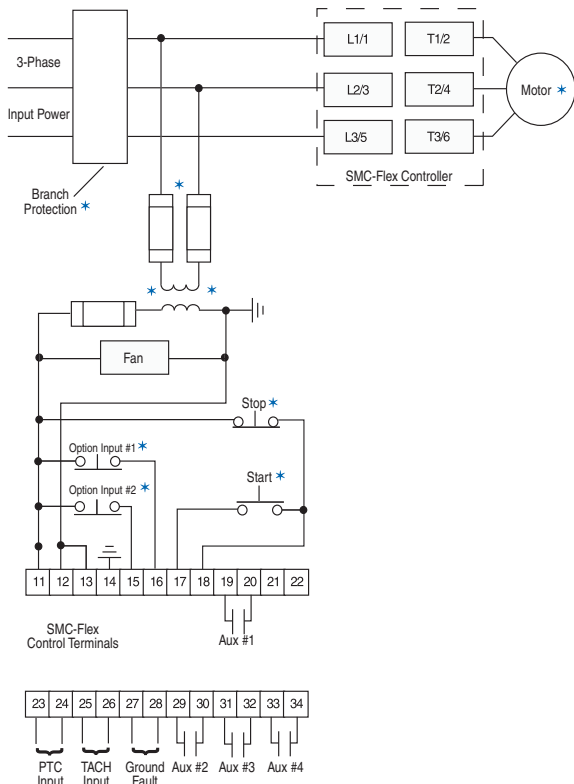 3-Phase
Input Power
L1/1 T1/2
L2/3 T2/4
L3/5 T3/6
Motor *
SMC-Flex Controller
Branch
Protection *
*
* *
Fan
Stop *
Option Input #1 *
Start *
Option Input #2 *
11 12 13 14 15 16 17 18 19 20 21 22
SMC-Flex
Control Terminals
Aux #1
23 24 25 26 27 28 29 30 31 32 33 34
PTC TACH Ground Aux #2 Aux #3 Aux #4
Input Input Fault